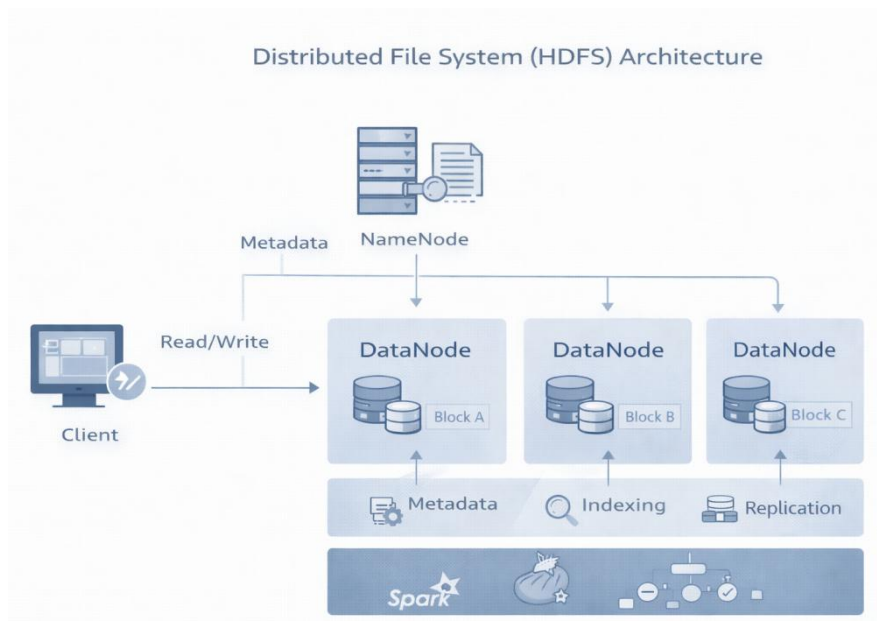 Distributed File System (HDFS) Architecture
NameNode
Metadata
Read/Write
Client
DataNode
Block A
DataNode
Block B
DataNode
Block C
Metadata
Indexing
Replication
Spark